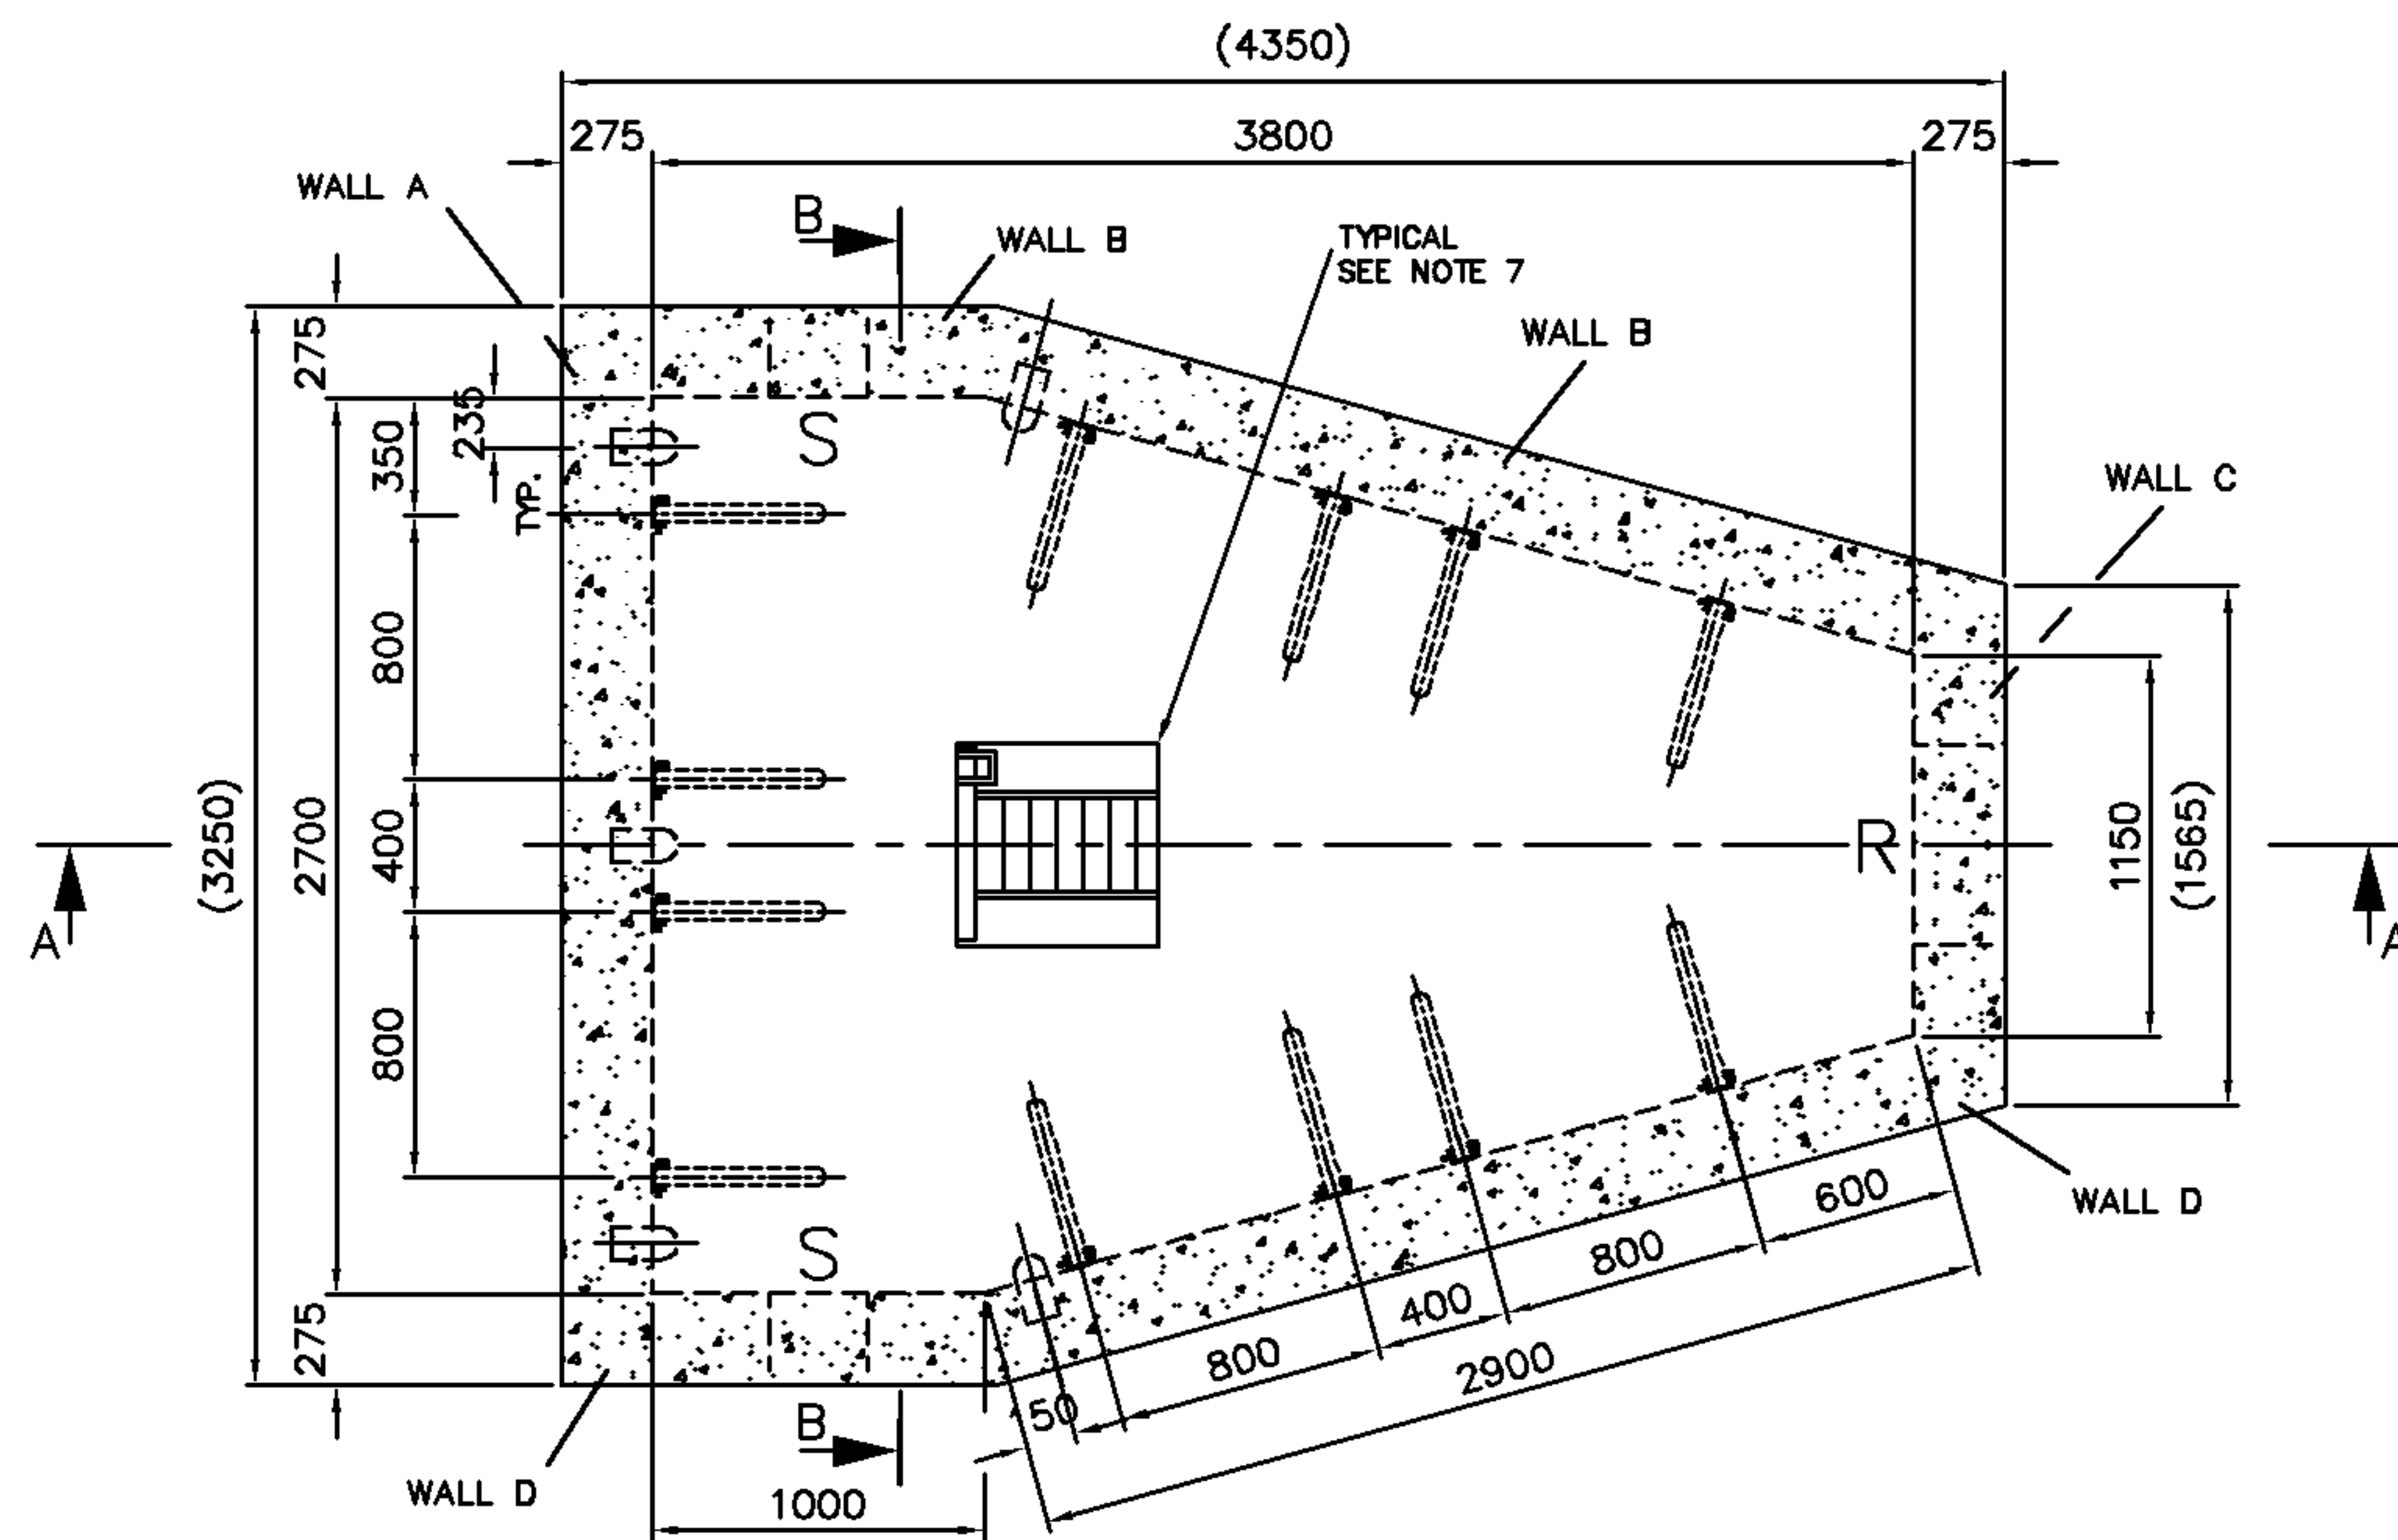 (4350)
275
3800
275
WALL A
B
WALL B
TYPICAL
SEE NOTE 7
WALL B
275
235
350
S
TYP.
WALL C
800
(3250)
2700
400
R
1150
(1565)
A
A
800
S
275
600
WALL D
800
400
800
2900
50
B
WALL D
1000